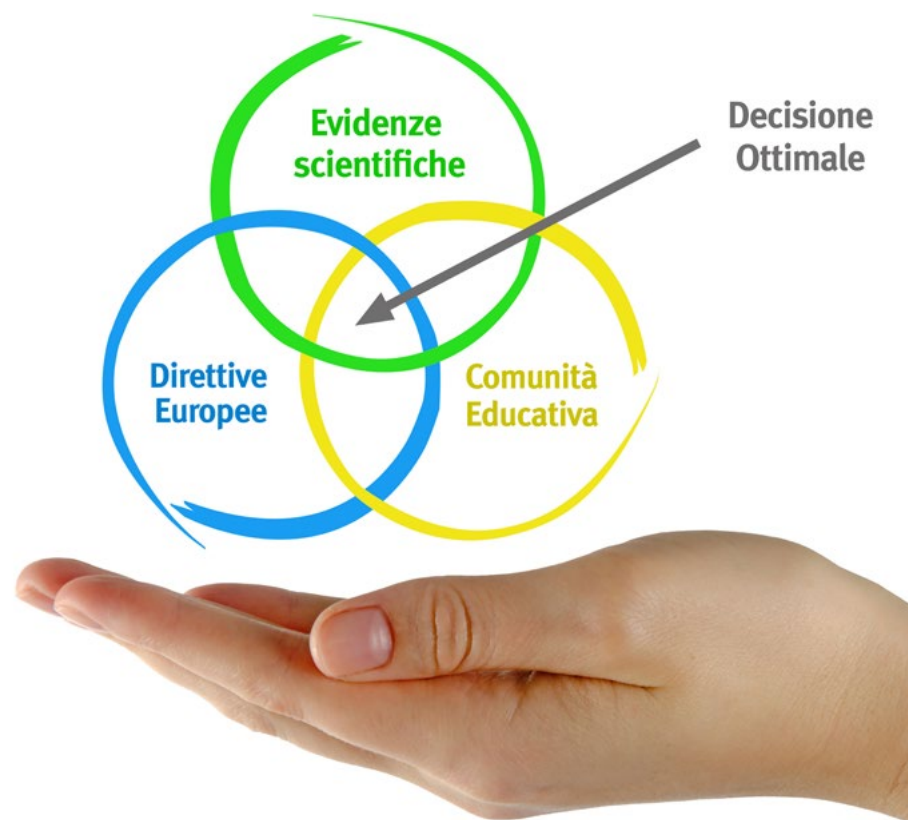 Evidenze
scientifiche
Decisione
Ottimale
Direttive
Europee
Comunità
Educativa